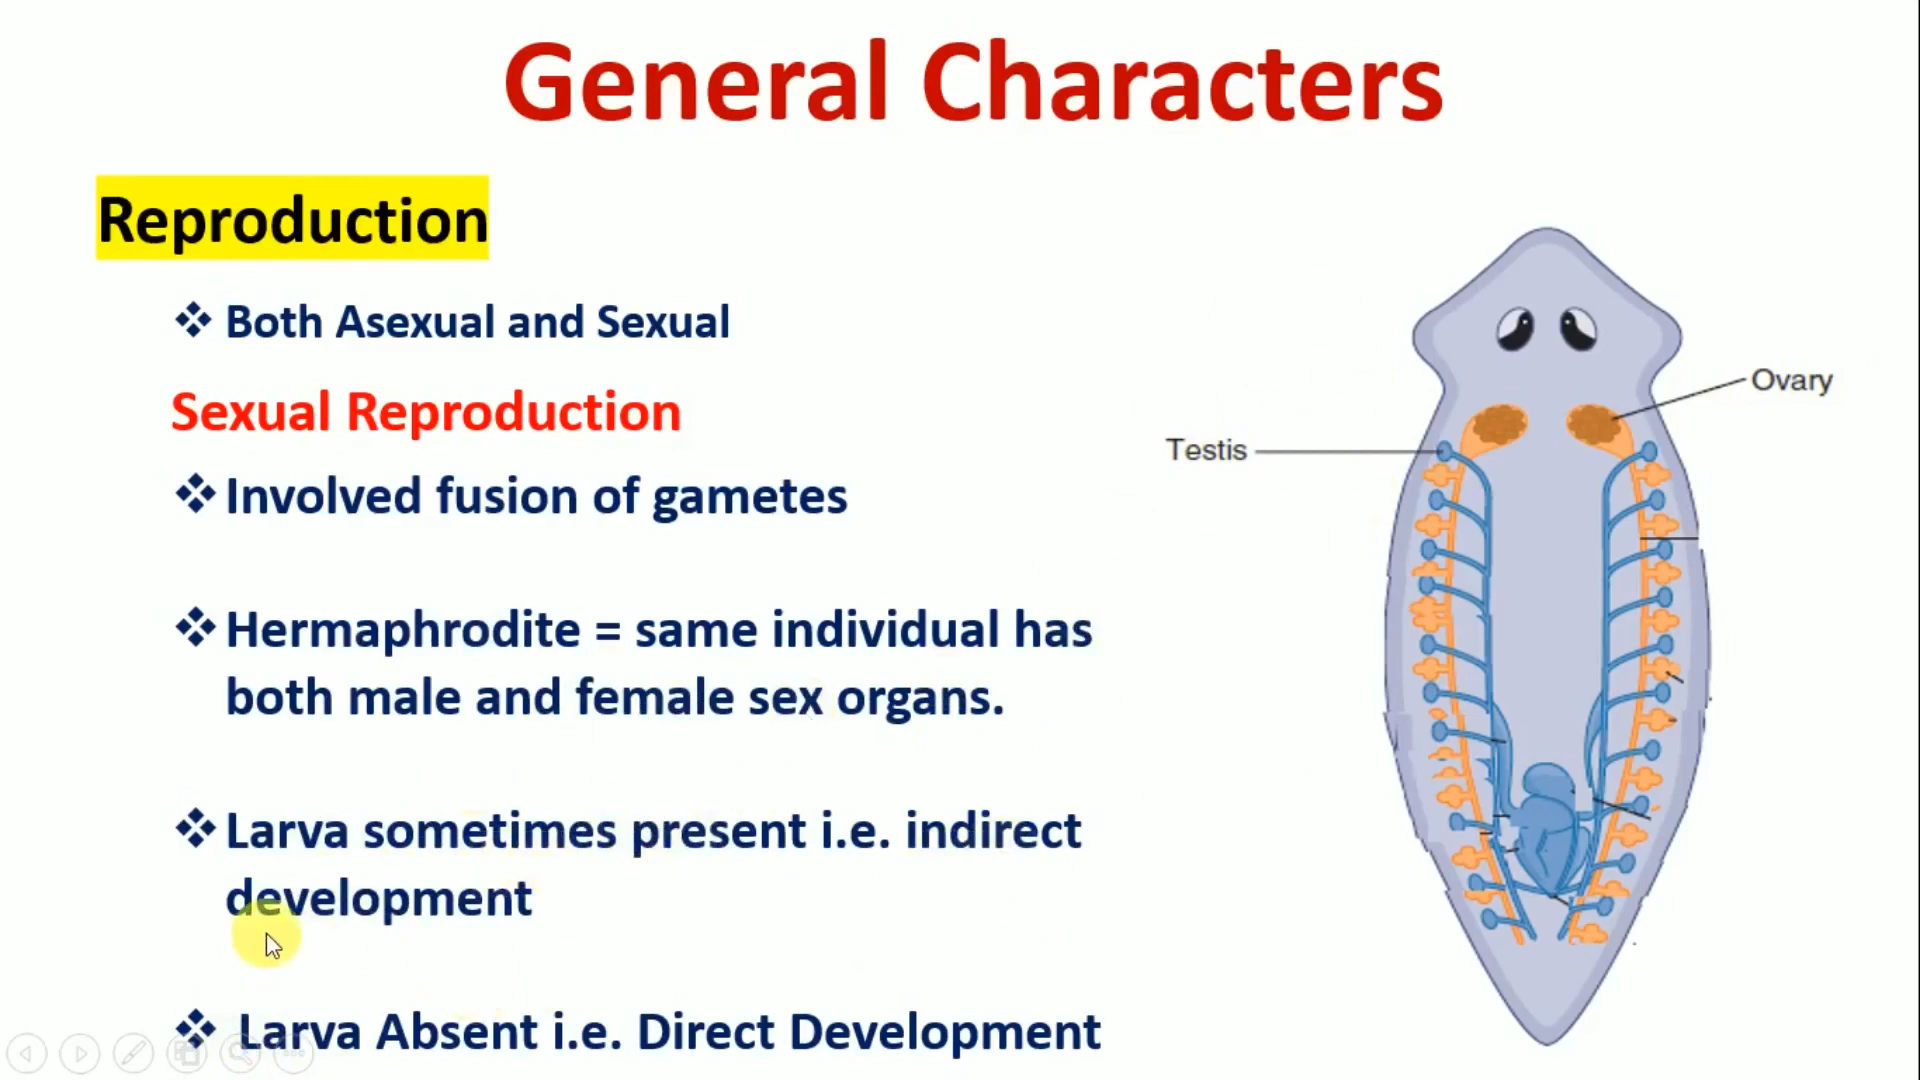 General Characters
Reproduction
❖ Both Asexual and Sexual
Sexual Reproduction
❖ Involved fusion of gametes
❖ Hermaphrodite = same individual has
both male and female sex organs.
❖ Larva sometimes present i.e. indirect
development
❖ Larva Absent i.e. Direct Development
Ovary
Testis